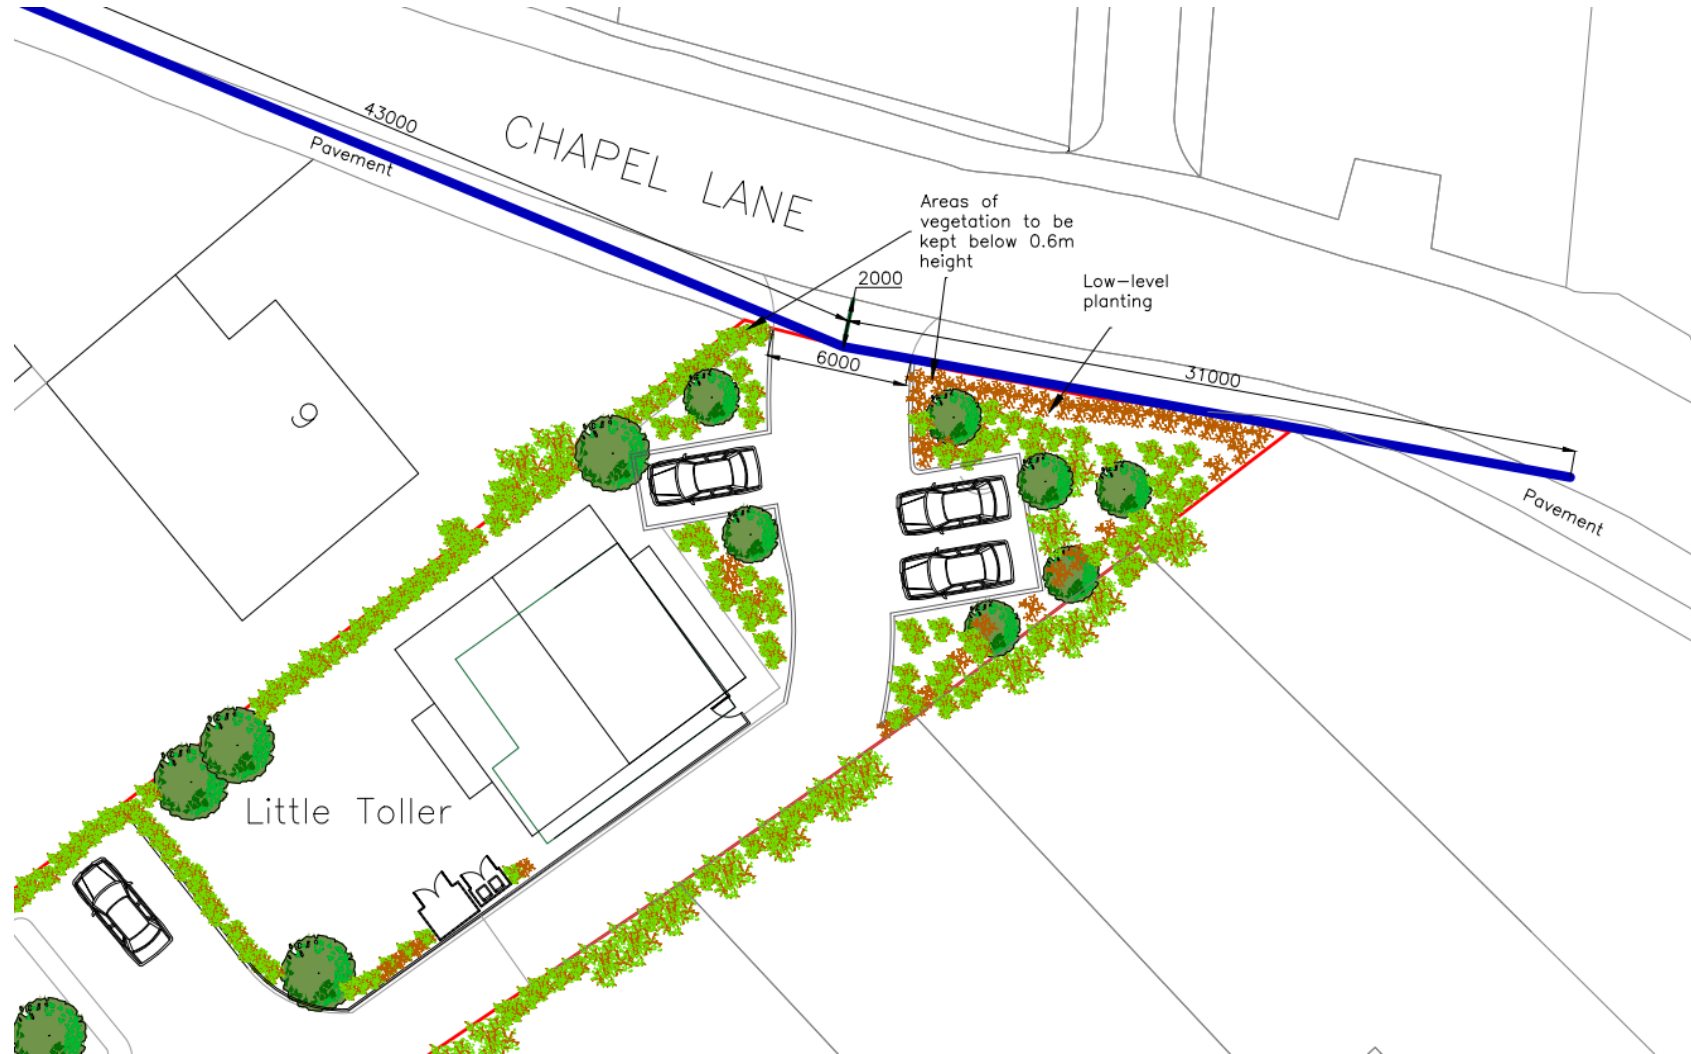 43000
Pavement
CHAPEL LANE
Areas of
vegetation to be
kept below 0.6m
height
2000
Low-level
planting
6000
31000
9
Pavement
Little Toller